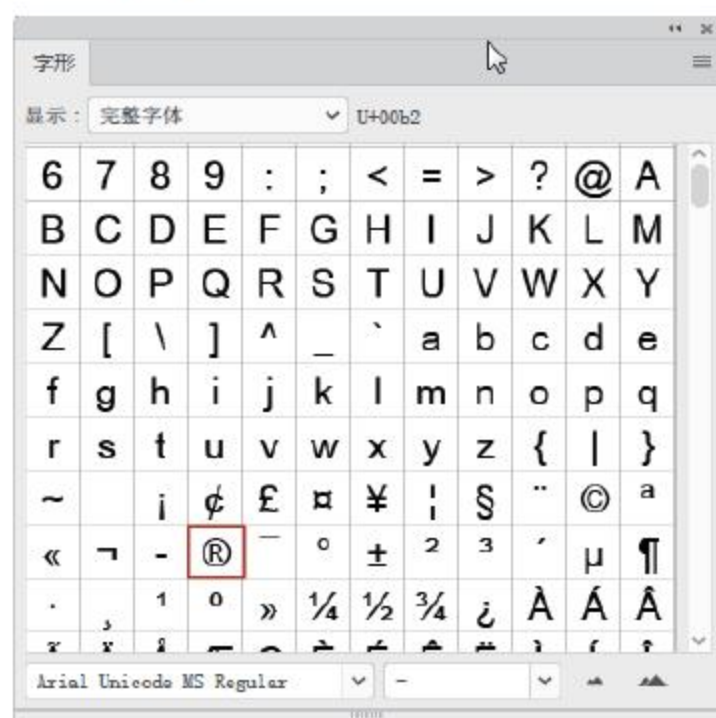 字形
显示： 完整字体 U+00b2
6 7 8 9 : ; < = > ? @ A
B C D E F G H I J K L M
N O P Q R S T U V W X Y
Z [ \ ] ^ _ ` a b c d e
f g h i j k l m n o p q
r s t u v w x y z { | }
~ ¡ ¢ £ ¤ ¥ ¦ § ¨ © ª
« ¬ - ® ¯ ° ± ² ³ ´ µ ¶
· ¸ ¹ º » ¼ ½ ¾ ¿ À Á Â
Arial Unicode MS Regular -